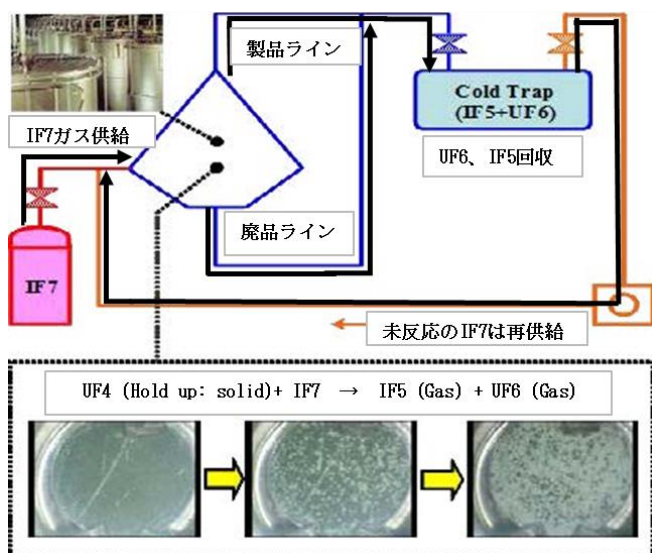 製品ライン
IF7ガス供給
Cold Trap
(IF5+UF6)
UF6、IF5回収
廃品ライン
IF7
未反応のIF7は再供給
UF4 (Hold up: solid)+ IF7 → IF5 (Gas) + UF6 (Gas)